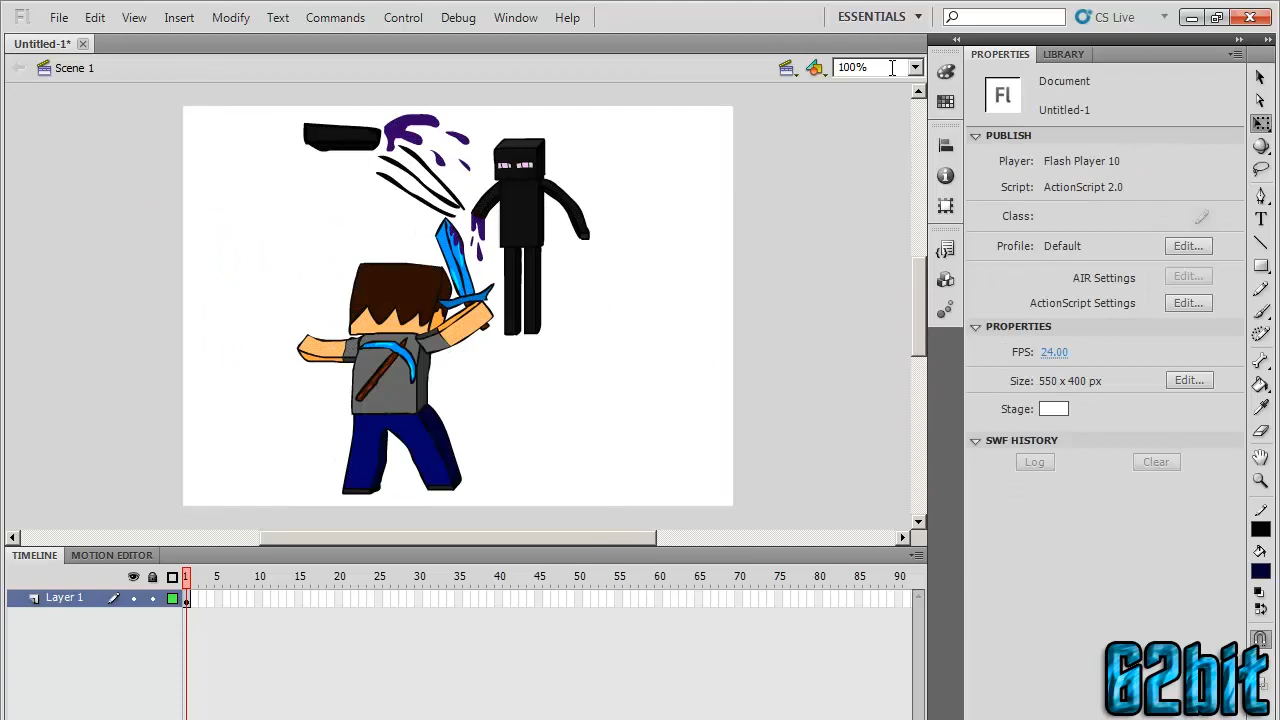 Fl File Edit View Insert Modify Text Commands Control Debug Window Help ESSENTIALS CS Live
Untitled-1*
Scene 1 100%
PROPERTIES LIBRARY
Fl
Document
Untitled-1
PUBLISH
Player: Flash Player 10
Script: ActionScript 2.0
Class:
Profile: Default Edit...
AIR Settings Edit...
ActionScript Settings Edit...
PROPERTIES
FPS: 24.00
Size: 550 x 400 px Edit...
Stage:
SWF HISTORY
Log Clear
TIMELINE MOTION EDITOR
1 5 10 15 20 25 30 35 40 45 50 55 60 65 70 75 80 85 90
Layer 1
62bit